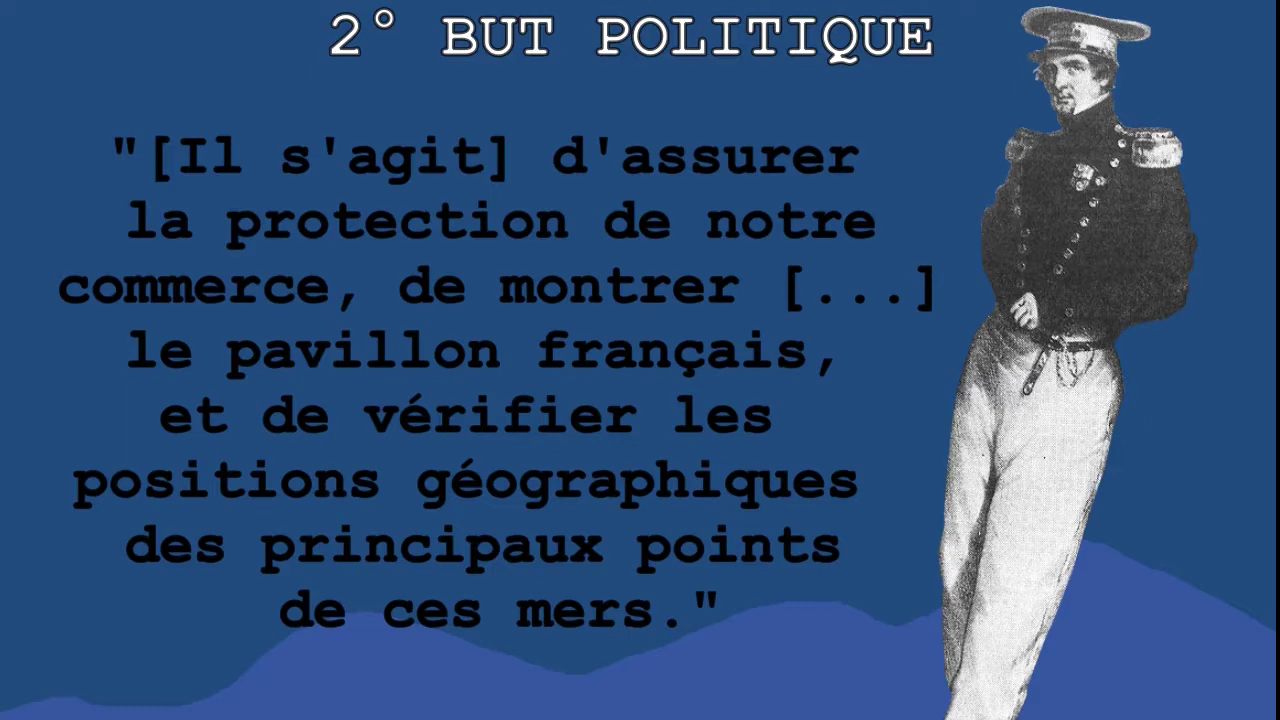 2° BUT POLITIQUE
"[Il s'agit] d'assurer
la protection de notre
commerce, de montrer [...]
le pavillon français,
et de vérifier les
positions géographiques
des principaux points
de ces mers."